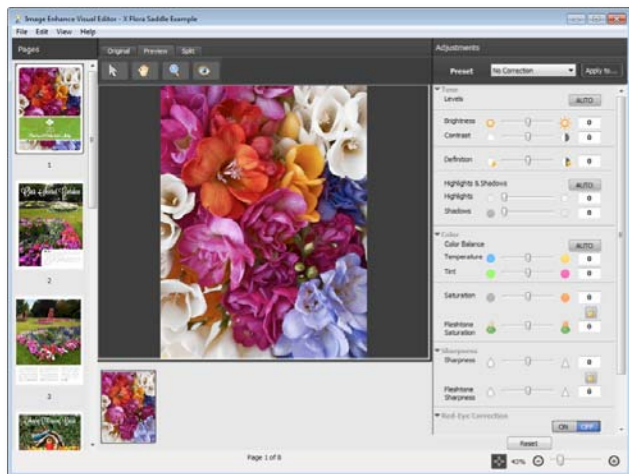 Image Enhance Visual Editor - X Flora Saddle Example
File Edit View Help
Pages
Original Preview Split
Adjustments
Preset No Correction Apply to...
Tone
Levels AUTO
Brightness 0
Contrast 0
Definition 0
Highlights & Shadows AUTO
Highlights 0
Shadows 0
Color
Color Balance AUTO
Temperature 0
Tint 0
Saturation 0
Fleshtone
Saturation 0
Sharpness
Sharpness 0
Fleshtone
Sharpness 0
Red-Eye Correction
ON OFF
Reset
1
2
3
Page 1 of 8
40%